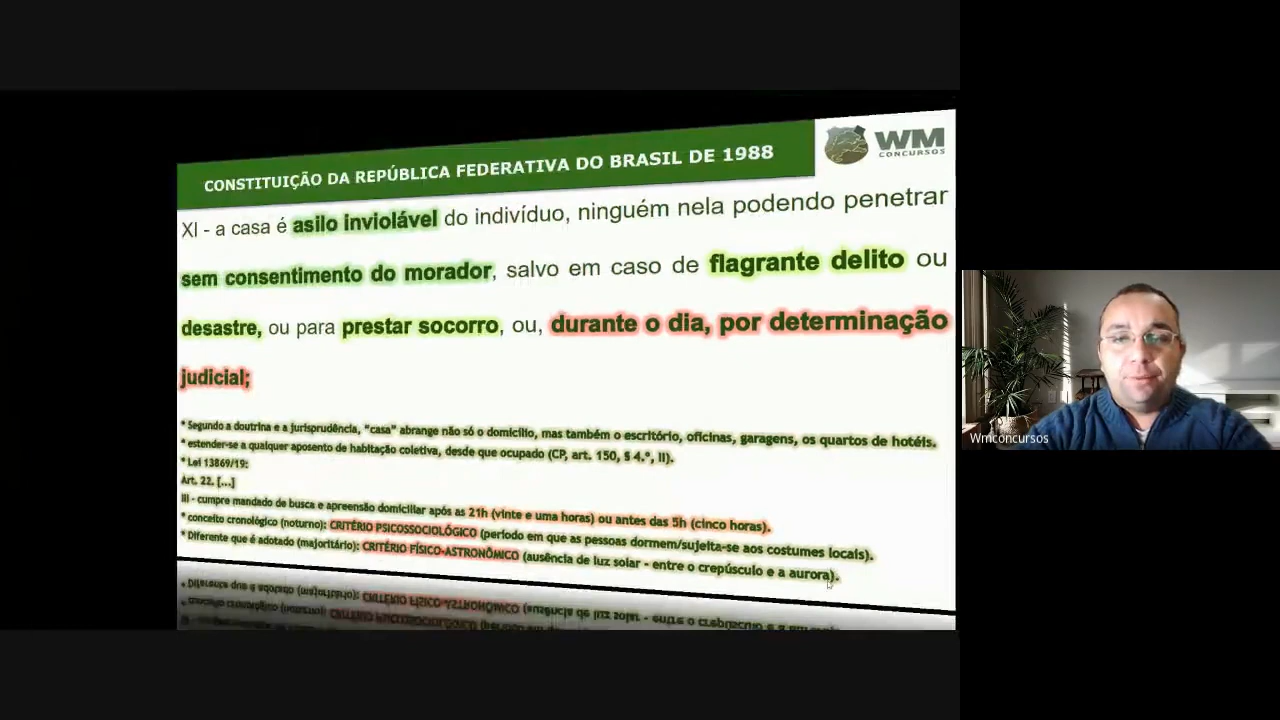 CONSTITUIÇÃO DA REPÚBLICA FEDERATIVA DO BRASIL DE 1988
WM
CONCURSOS
XI - a casa é asilo inviolável do indivíduo, ninguém nela podendo penetrar
sem consentimento do morador, salvo em caso de flagrante delito ou
desastre, ou para prestar socorro, ou, durante o dia, por determinação
judicial;
* Segundo a doutrina e a jurisprudência, "casa" abrange não só o domicílio, mas também o escritório, oficinas, garagens, os quartos de hotéis.
* estender-se a qualquer aposento de habitação coletiva, desde que ocupado (CP, art. 150, § 4.º, II).
* Lei 13869/19:
Art. 22. [...]
III - cumpre mandado de busca e apreensão domiciliar após as 21h (vinte e uma horas) ou antes das 5h (cinco horas).
* conceito cronológico (noturno): CRITÉRIO PSICOSSOCIOLÓGICO (período em que as pessoas dormem/sujeita-se aos costumes locais).
* Diferente que é adotado (majoritário): CRITÉRIO FÍSICO-ASTRONÔMICO (ausência de luz solar - entre o crepúsculo e a aurora).
Wmconcursos